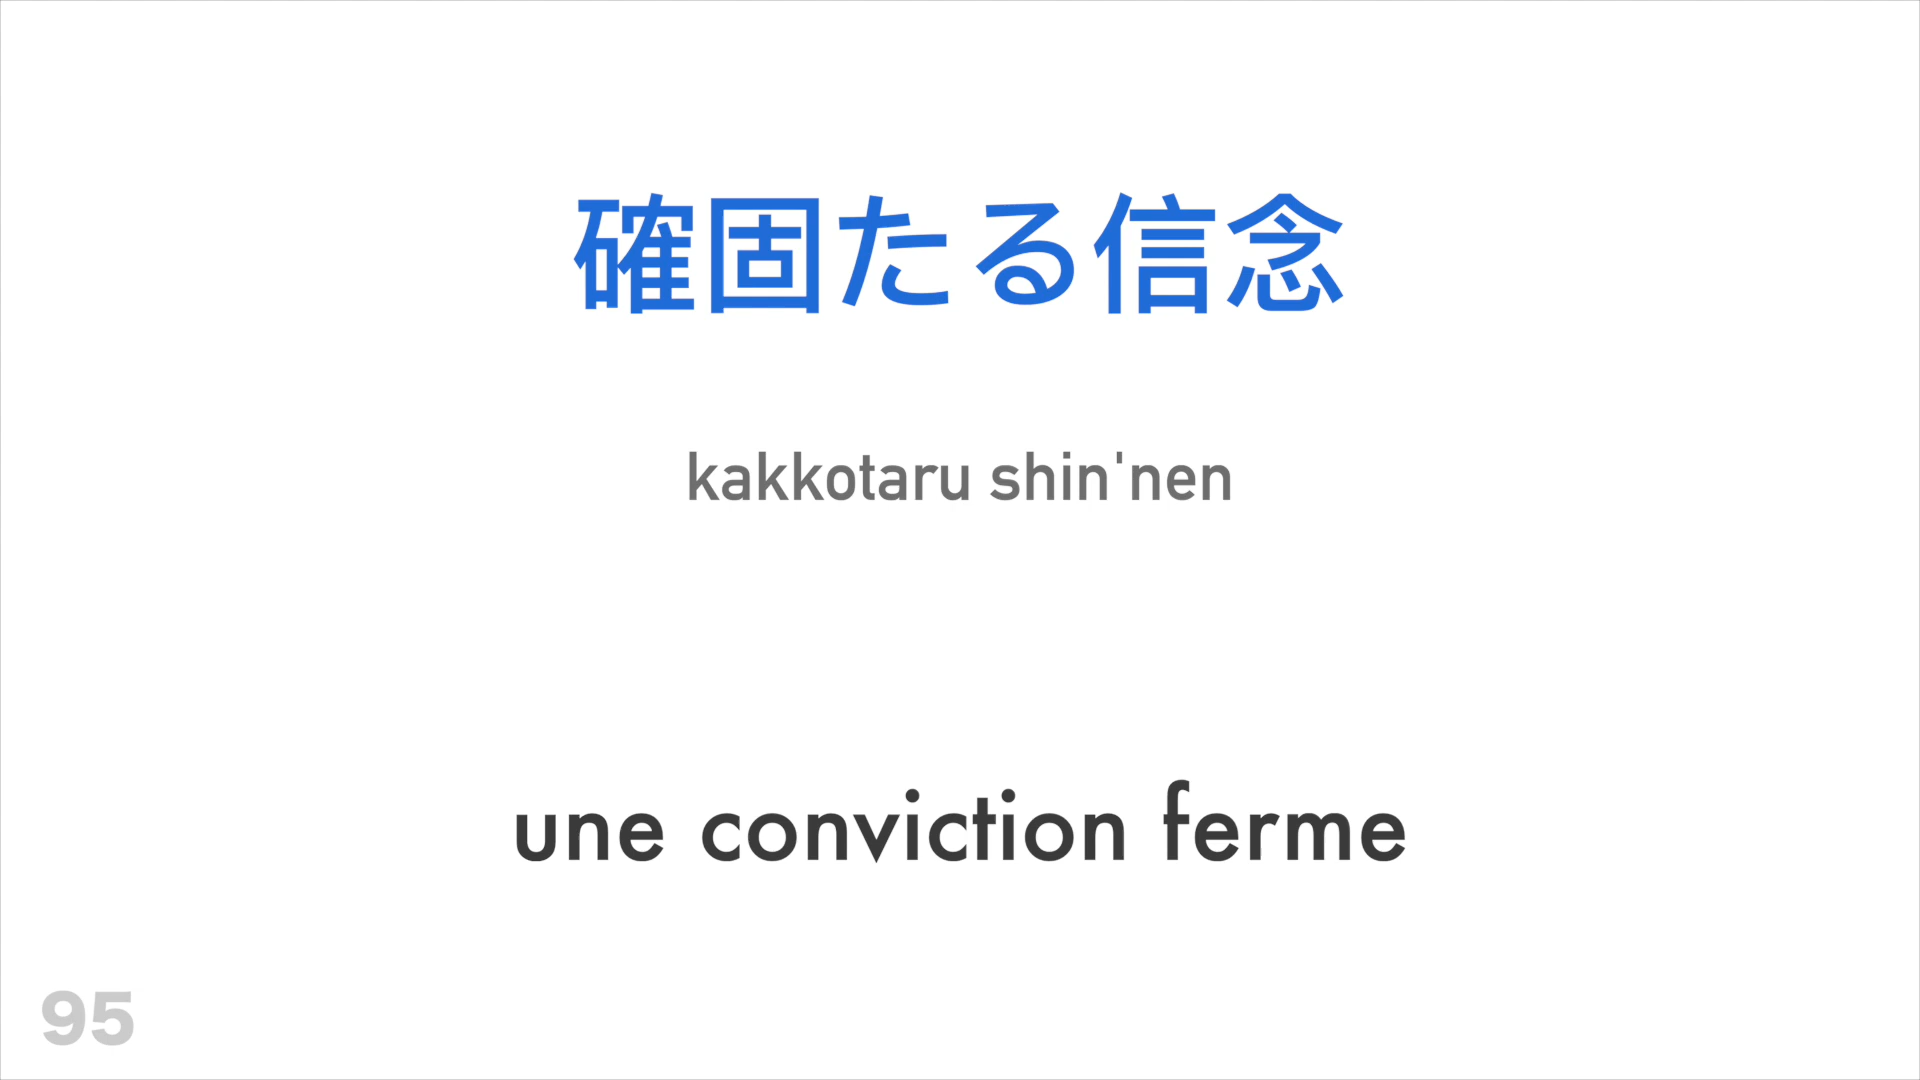 確固たる信念
kakkotaru shin'nen
une conviction ferme
95